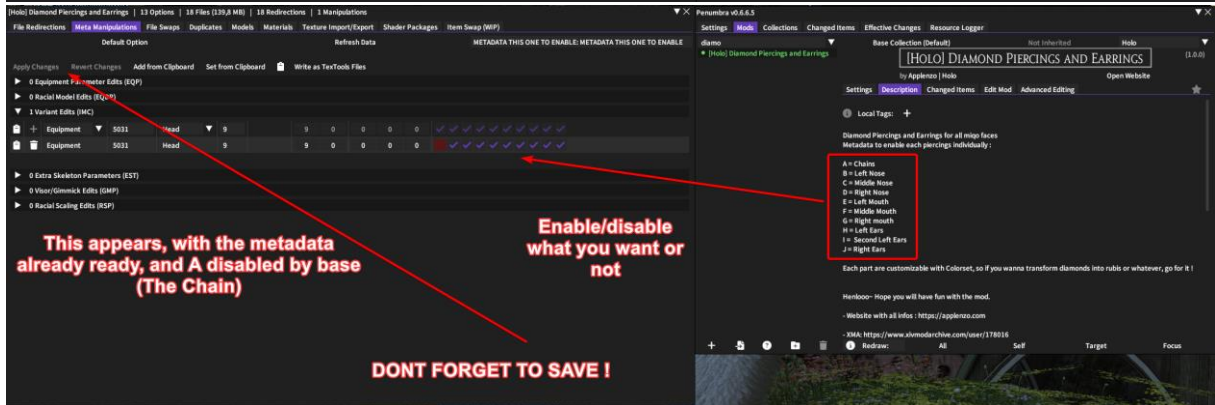 [Holo] Diamond Piercings and Earrings | 13 Options | 18 Files (139,8 MB) | 18 Redirections | 1 Manipulations
File Redirections Meta Manipulations File Swaps Duplicates Models Materials Texture Import/Export Shader Packages Item Swap (WIP)
Default Option Refresh Data METADATA THIS ONE TO ENABLE: METADATA THIS ONE TO ENABLE
Apply Changes Revert Changes Add from Clipboard Set from Clipboard Write as TexTools Files
0 Equipment Parameter Edits (EQP)
0 Racial Model Edits (EQDP)
1 Variant Edits (IMC)
Equipment 5031 Head 9 9 0 0 0 0
Equipment 5031 Head 9 9 0 0 0 0
0 Extra Skeleton Parameters (EST)
0 Visor/Gimmick Edits (GMP)
0 Racial Scaling Edits (RSP)
This appears, with the metadata
already ready, and A disabled by base
(The Chain)
Enable/disable
what you want or
not
DONT FORGET TO SAVE !
Penumbra v0.6.6.5
Settings Mods Collections Changed Items Effective Changes Resource Logger
diamo
[Holo] Diamond Piercings and Earrings
Base Collection (Default) Not Inherited Holo
[HOLO] DIAMOND PIERCINGS AND EARRINGS (1.0.0)
by Applenzo | Holo Open Website
Settings Description Changed Items Edit Mod Advanced Editing
Local Tags: +
Diamond Piercings and Earrings for all miqo faces
Metadata to enable each piercings individually :
A = Chains
B = Left Nose
C = Middle Nose
D = Right Nose
E = Left Mouth
F = Middle Mouth
G = Right mouth
H = Left Ears
I = Second Left Ears
J = Right Ears
Each part are customizable with Colorset, so if you wanna transform diamonds into rubis or whatever, go for it !
Henlooo~ Hope you will have fun with the mod.
- Website with all infos : https://applenzo.com
- XMA: https://www.xivmodarchive.com/user/178016
Redraw: All Self Target Focus